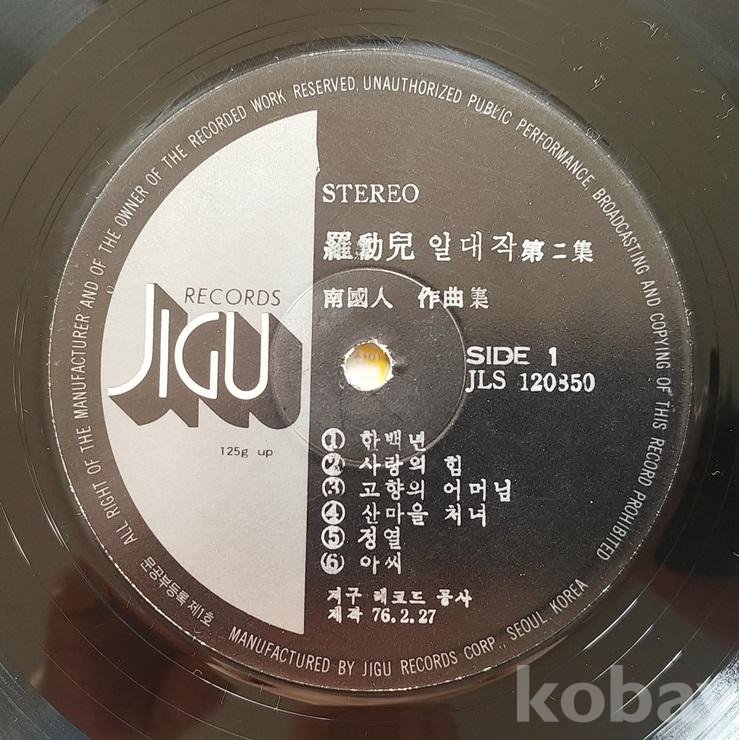 ALL RIGHT OF THE MANUFACTURER AND OF THE OWNER OF THE RECORDED WORK RESERVED, UNAUTHORIZED PUBLIC PERFORMANCE, BROADCASTING AND COPYING OF THIS RECORD PROHIBITED
STEREO
羅勳兒 일대작 第二集
南國人 作曲集
RECORDS
JIGU
125g up
SIDE 1
JLS 120850
① 한백년
② 사랑의 힘
③ 고향의 어머님
④ 산마을 처녀
⑤ 정열
⑥ 아씨
지구 레코드 공사
제작 76.2.27
문공부등록 제1호
MANUFACTURED BY JIGU RECORDS CORP., SEOUL, KOREA